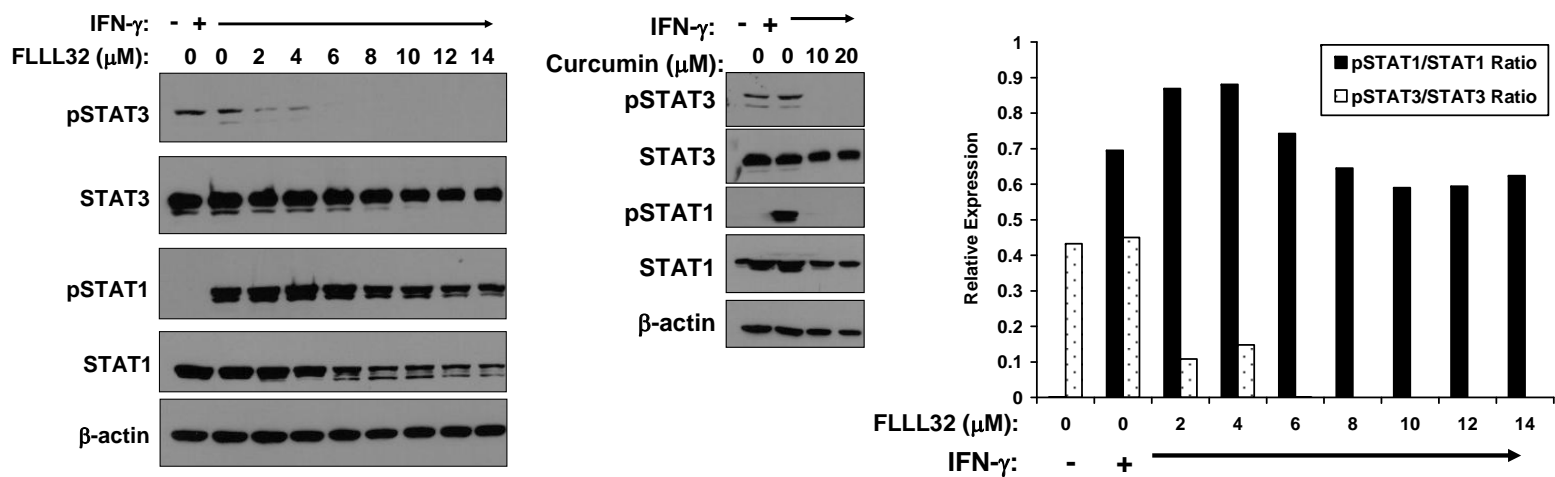 IFN-γ: - +
FLLL32 (μM): 0 0 2 4 6 8 10 12 14
pSTAT3
STAT3
pSTAT1
STAT1
β-actin
IFN-γ: - +
Curcumin (μM): 0 0 10 20
pSTAT3
STAT3
pSTAT1
STAT1
β-actin
pSTAT1/STAT1 Ratio
pSTAT3/STAT3 Ratio
Relative Expression
1
0.9
0.8
0.7
0.6
0.5
0.4
0.3
0.2
0.1
0
FLLL32 (μM): 0 0 2 4 6 8 10 12 14
IFN-γ: - +